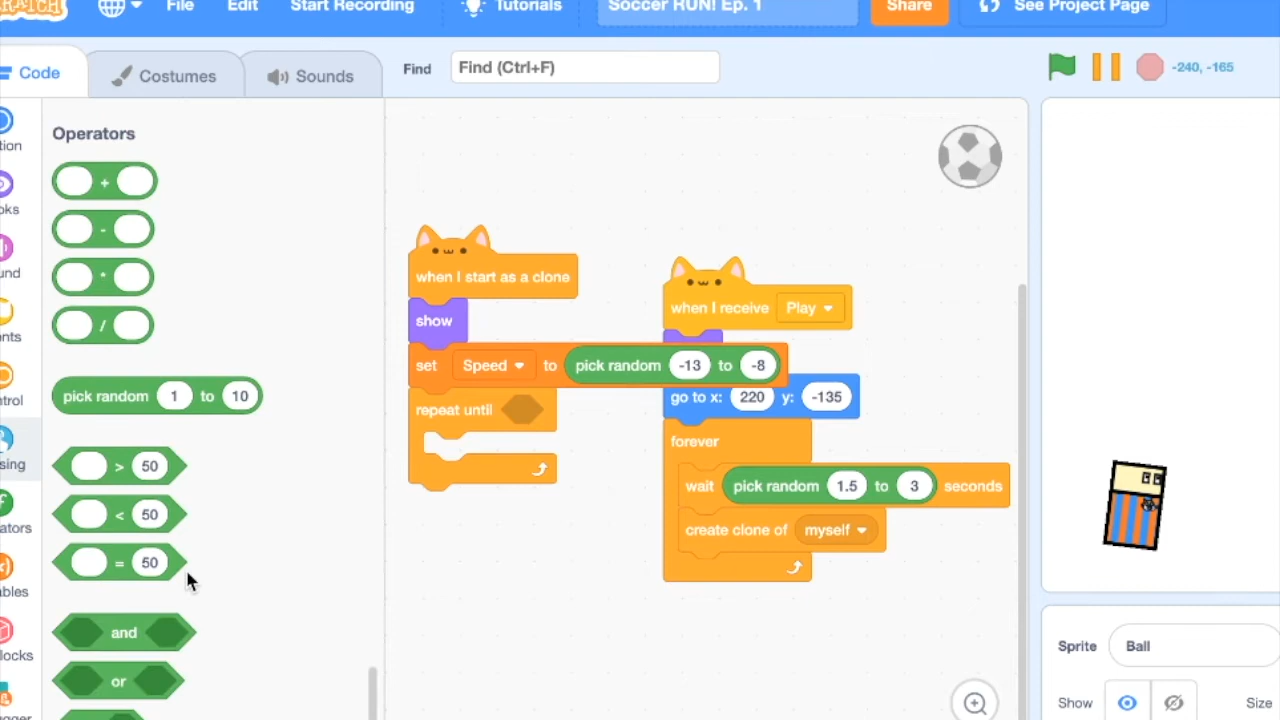 File Edit Start Recording Tutorials Soccer RUN! Ep. 1 Share See Project Page
Code Costumes Sounds Find Find (Ctrl+F) -240, -165
Operators
+
-
*
/
pick random 1 to 10
> 50
< 50
= 50
and
or
when I start as a clone
show
set Speed to pick random -13 to -8
repeat until
when I receive Play
go to x: 220 y: -135
forever
wait pick random 1.5 to 3 seconds
create clone of myself
Sprite Ball
Show Size